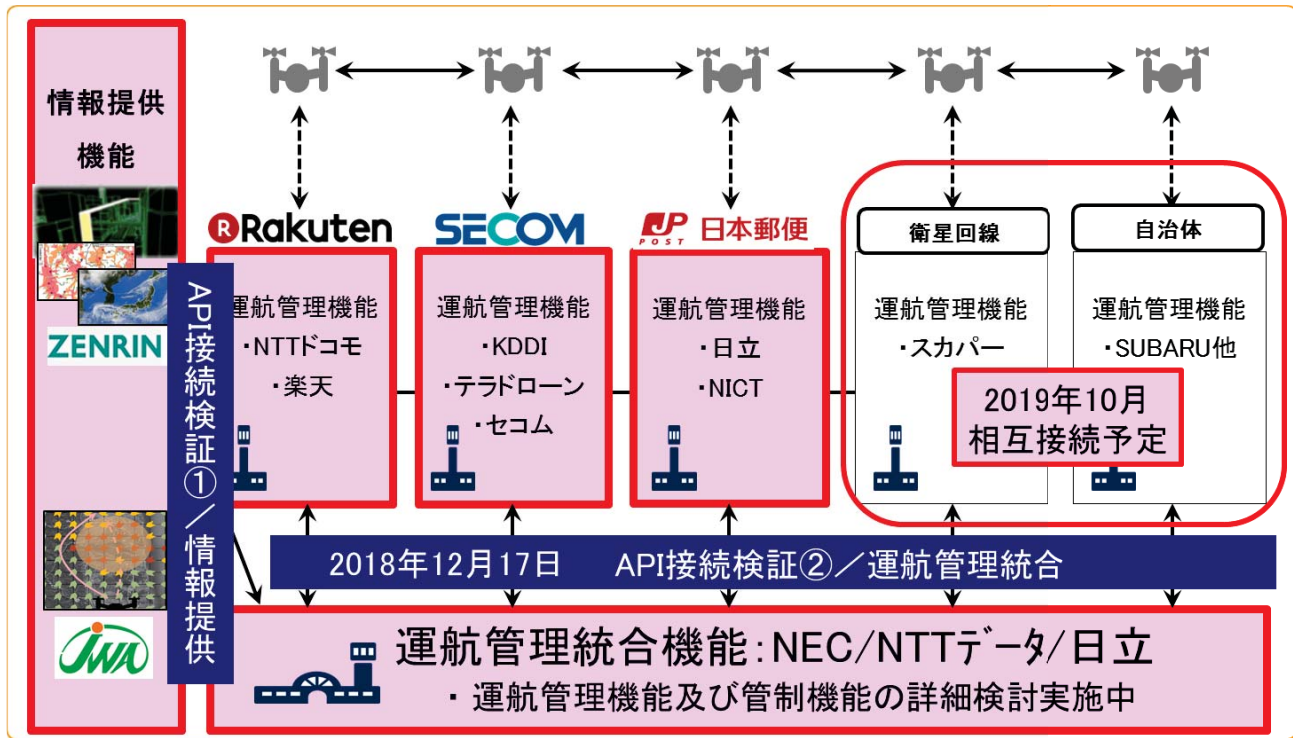 情報提供
機能
ZENRIN
JWA
API接続検証①／情報提供
Rakuten
運航管理機能
・NTTドコモ
・楽天
SECOM
運航管理機能
・KDDI
・テラドローン
・セコム
JP
POST
日本郵便
運航管理機能
・日立
・NICT
衛星回線
運航管理機能
・スカパー
自治体
運航管理機能
・SUBARU他
2019年10月
相互接続予定
2018年12月17日 API接続検証②／運航管理統合
運航管理統合機能：NEC/NTTデータ/日立
・運航管理機能及び管制機能の詳細検討実施中